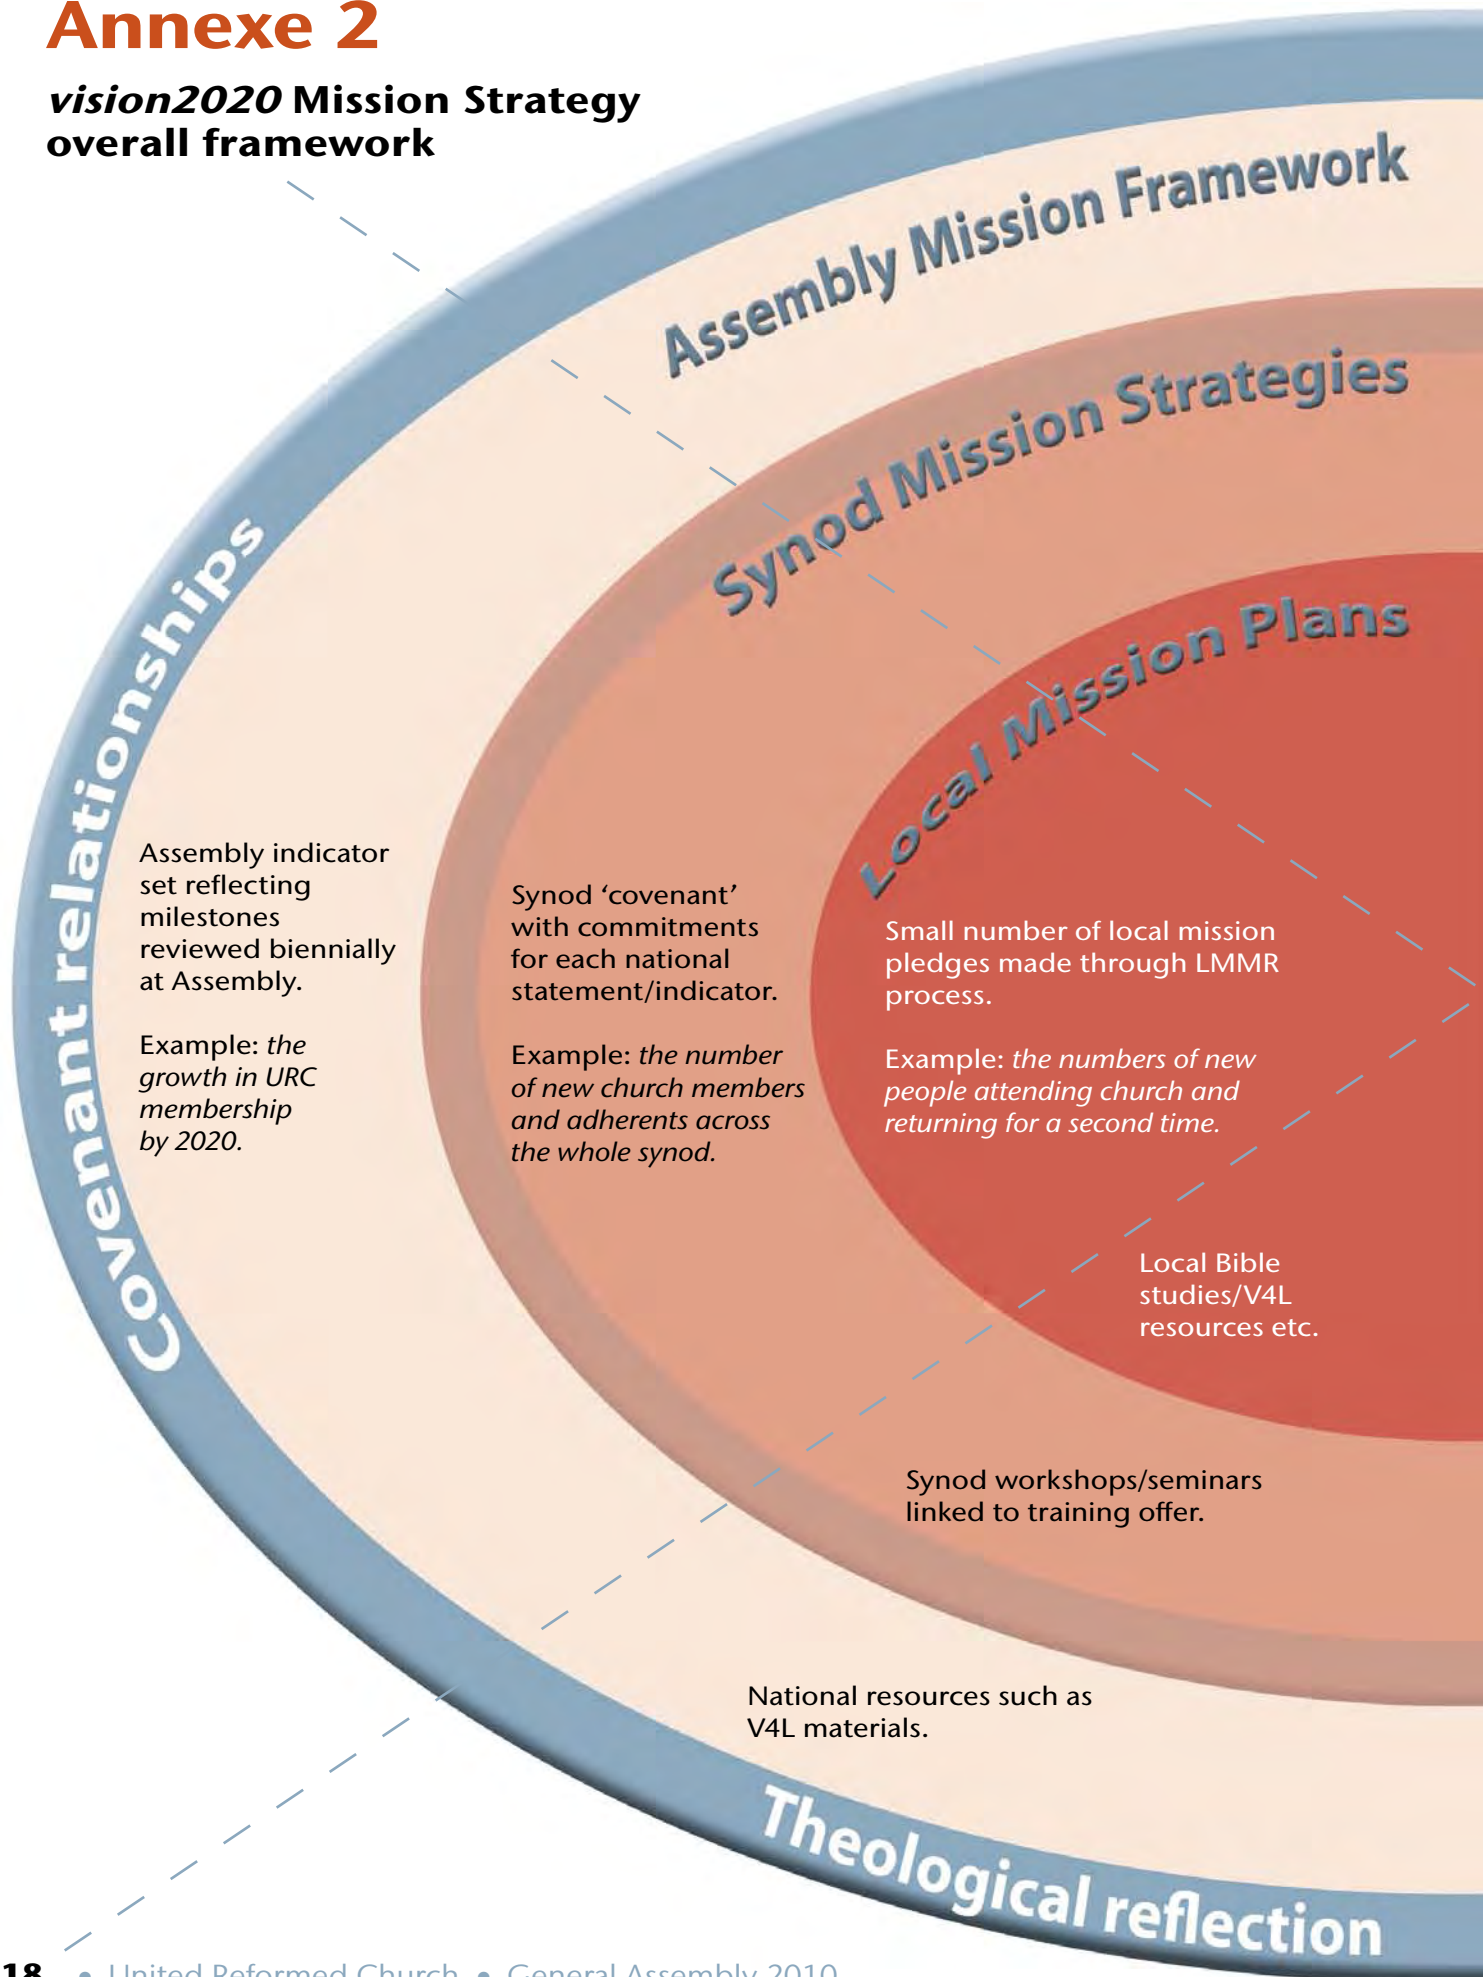 Annexe 2
vision2020 Mission Strategy
overall framework
Assembly Mission Framework
Synod Mission Strategies
Local Mission Plans
Covenant relationships
Assembly indicator
set reflecting
milestones
reviewed biennially
at Assembly.
Example: the
growth in URC
membership
by 2020.
Synod ‘covenant’
with commitments
for each national
statement/indicator.
Example: the number
of new church members
and adherents across
the whole synod.
Small number of local mission
pledges made through LMMR
process.
Example: the numbers of new
people attending church and
returning for a second time.
Local Bible
studies/V4L
resources etc.
Synod workshops/seminars
linked to training offer.
National resources such as
V4L materials.
Theological reflection
18 • United Reformed Church • General Assembly 2010